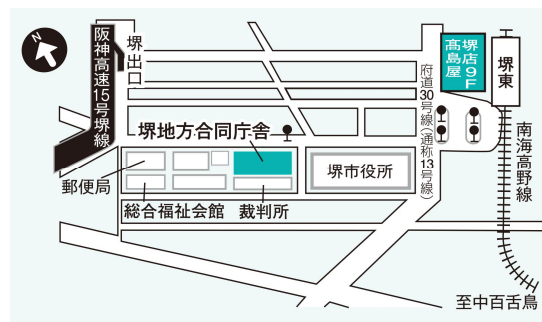 阪神高速15号堺線
堺出口
府道30号線(通称13号線)
堺店9F
髙島屋
堺東
南海高野線
堺地方合同庁舎
堺市役所
郵便局
総合福祉会館
裁判所
至中百舌鳥